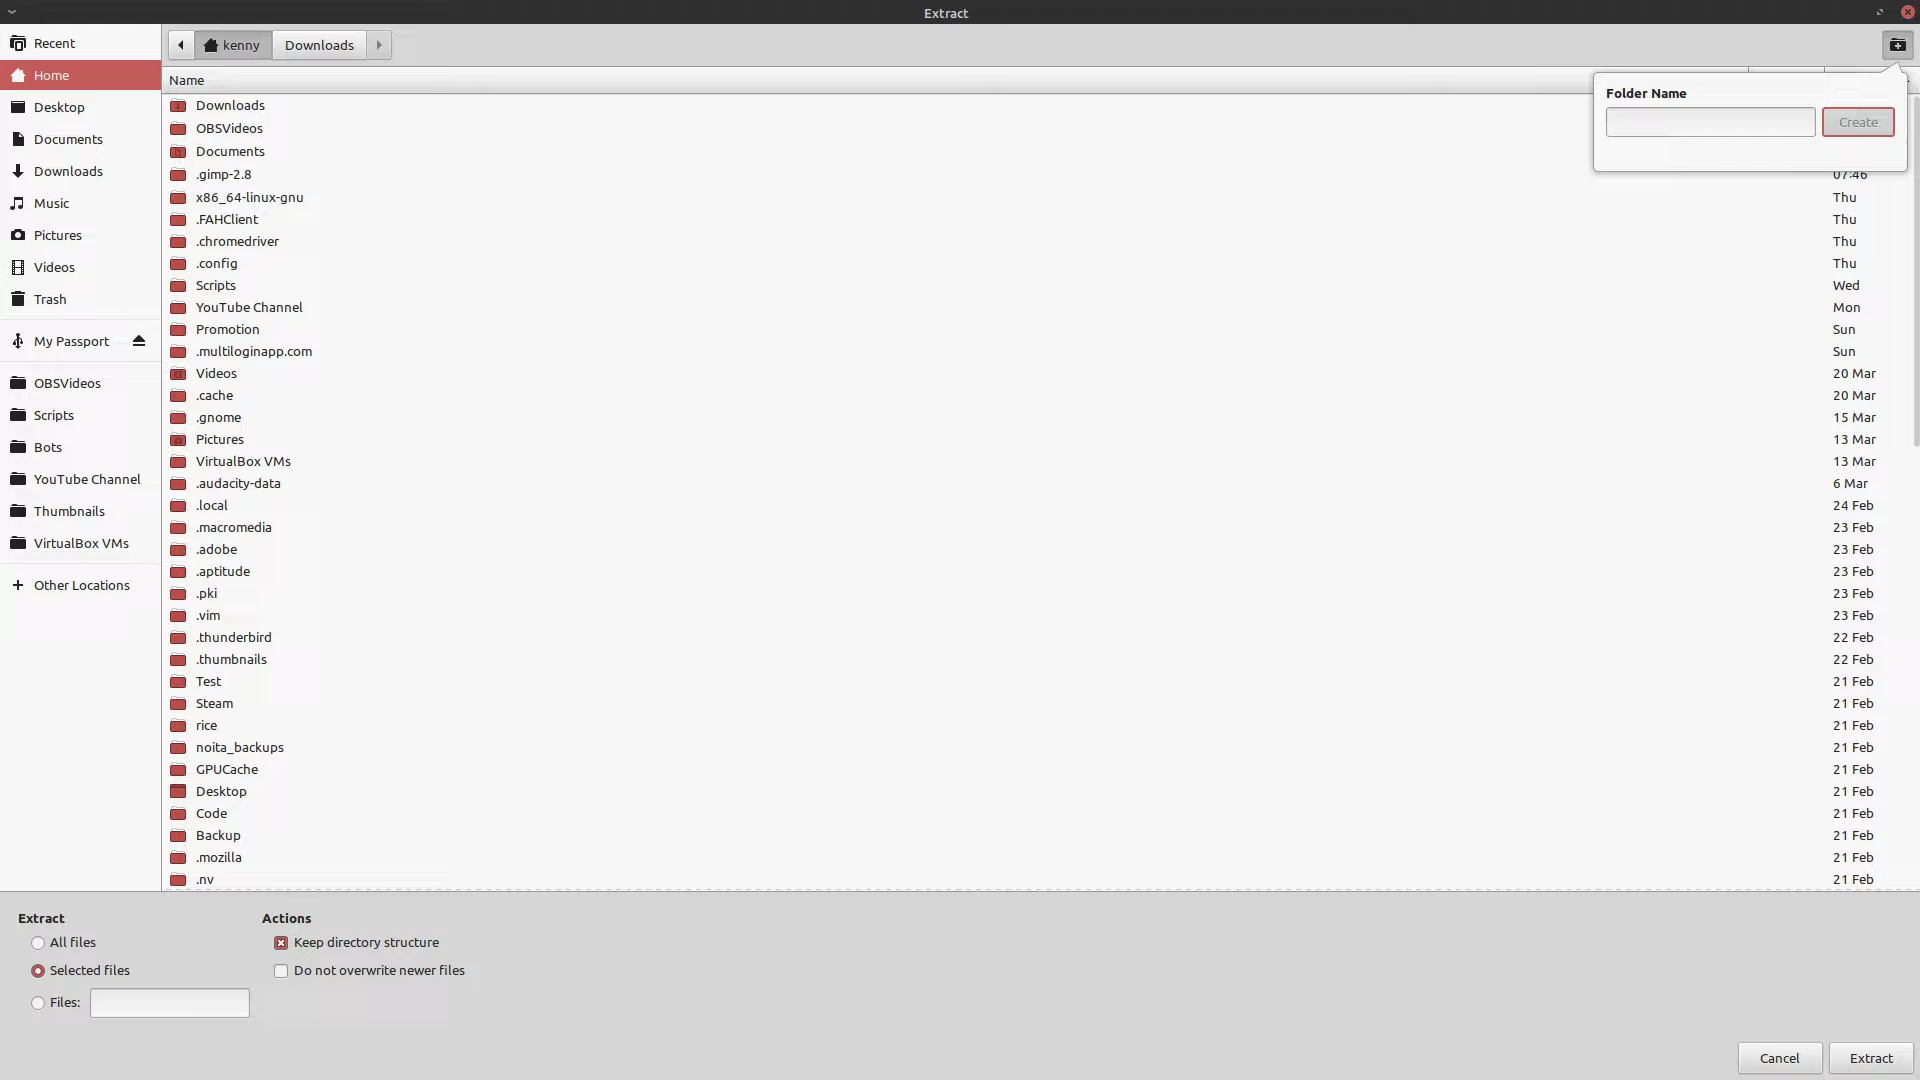 Extract
Recent
Home
Desktop
Documents
Downloads
Music
Pictures
Videos
Trash
My Passport
OBSVideos
Scripts
Bots
YouTube Channel
Thumbnails
VirtualBox VMs
Other Locations
kenny
Downloads
Name
Folder Name
Create
Downloads
OBSVideos
Documents
.gimp-2.8 07:46
x86_64-linux-gnu Thu
.FAHClient Thu
.chromedriver Thu
.config Thu
Scripts Wed
YouTube Channel Mon
Promotion Sun
.multiloginapp.com Sun
Videos 20 Mar
.cache 20 Mar
.gnome 15 Mar
Pictures 13 Mar
VirtualBox VMs 13 Mar
.audacity-data 6 Mar
.local 24 Feb
.macromedia 23 Feb
.adobe 23 Feb
.aptitude 23 Feb
.pki 23 Feb
.vim 23 Feb
.thunderbird 22 Feb
.thumbnails 22 Feb
Test 21 Feb
Steam 21 Feb
rice 21 Feb
noita_backups 21 Feb
GPUCache 21 Feb
Desktop 21 Feb
Code 21 Feb
Backup 21 Feb
.mozilla 21 Feb
.nv 21 Feb
Extract
All files
Selected files
Files:
Actions
Keep directory structure
Do not overwrite newer files
Cancel
Extract